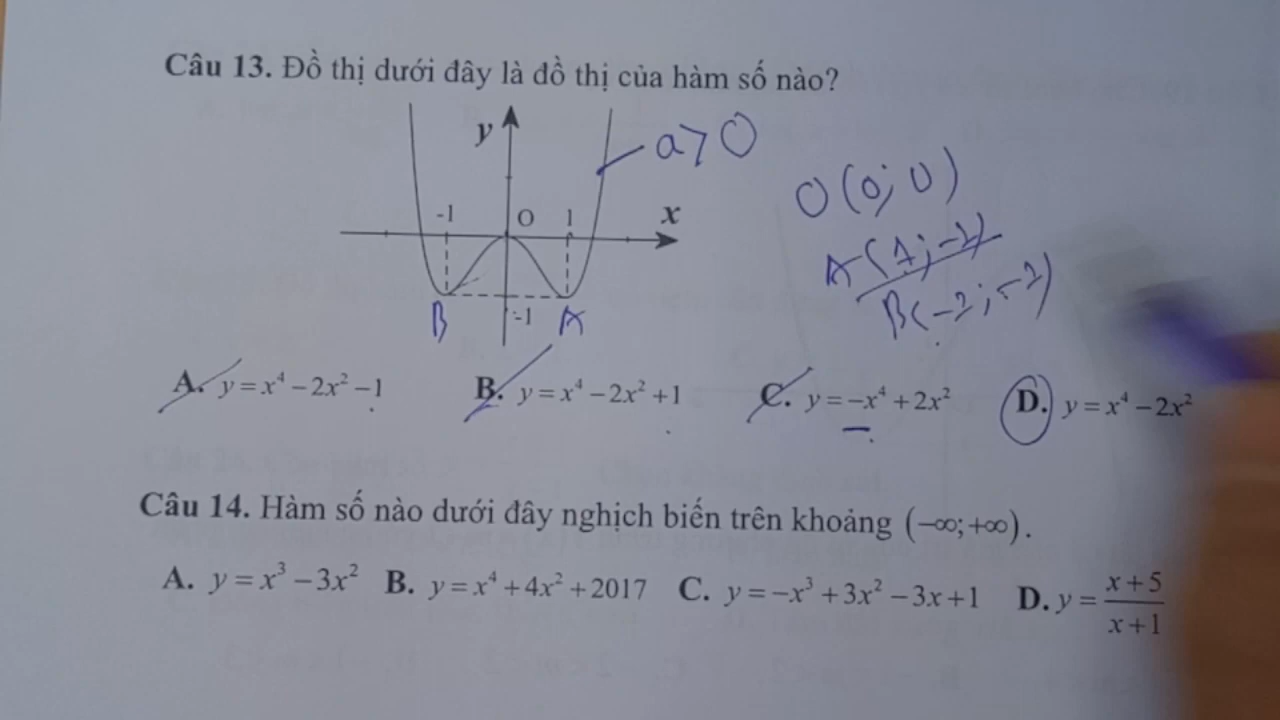 Câu 13. Đồ thị dưới đây là đồ thị của hàm số nào?
y
a>0
O(0; 0)
-1 O 1 x
A(1; -1)
B(-1; -1)
B -1 A
A. y = x⁴ − 2x² − 1 B. y = x⁴ − 2x² + 1 C. y = −x⁴ + 2x² D. y = x⁴ − 2x²
Câu 14. Hàm số nào dưới đây nghịch biến trên khoảng (−∞; +∞).
A. y = x³ − 3x² B. y = x⁴ + 4x² + 2017 C. y = −x³ + 3x² − 3x + 1 D. y = (x + 5)/(x + 1)